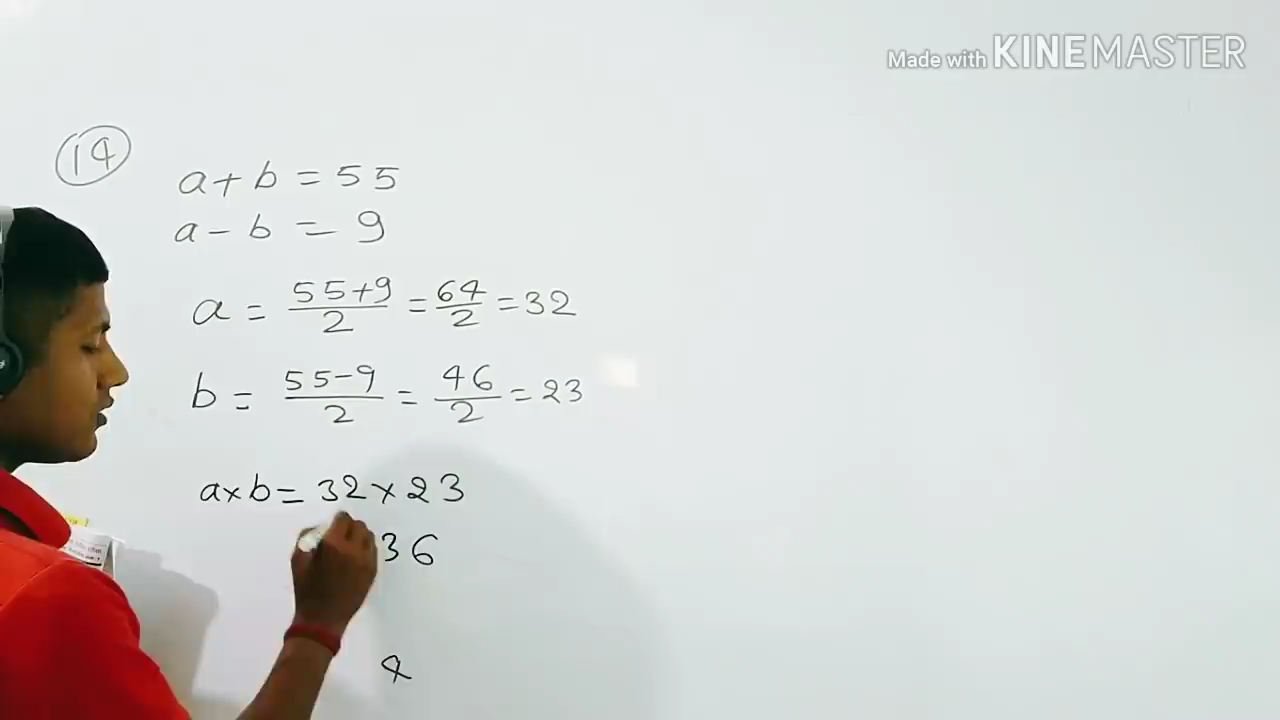 Made with KINEMASTER
14
a + b = 55
a - b = 9
a = 55+9/2 = 64/2 = 32
b = 55-9/2 = 46/2 = 23
a×b = 32 × 23
36
4